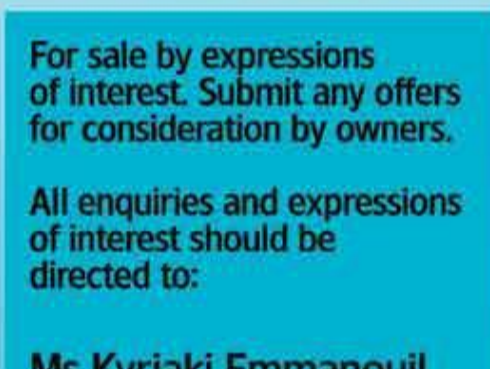 For sale by expressions
of interest. Submit any offers
for consideration by owners.
All enquiries and expressions
of interest should be
directed to:
Ms Kyriaki Emmanouil